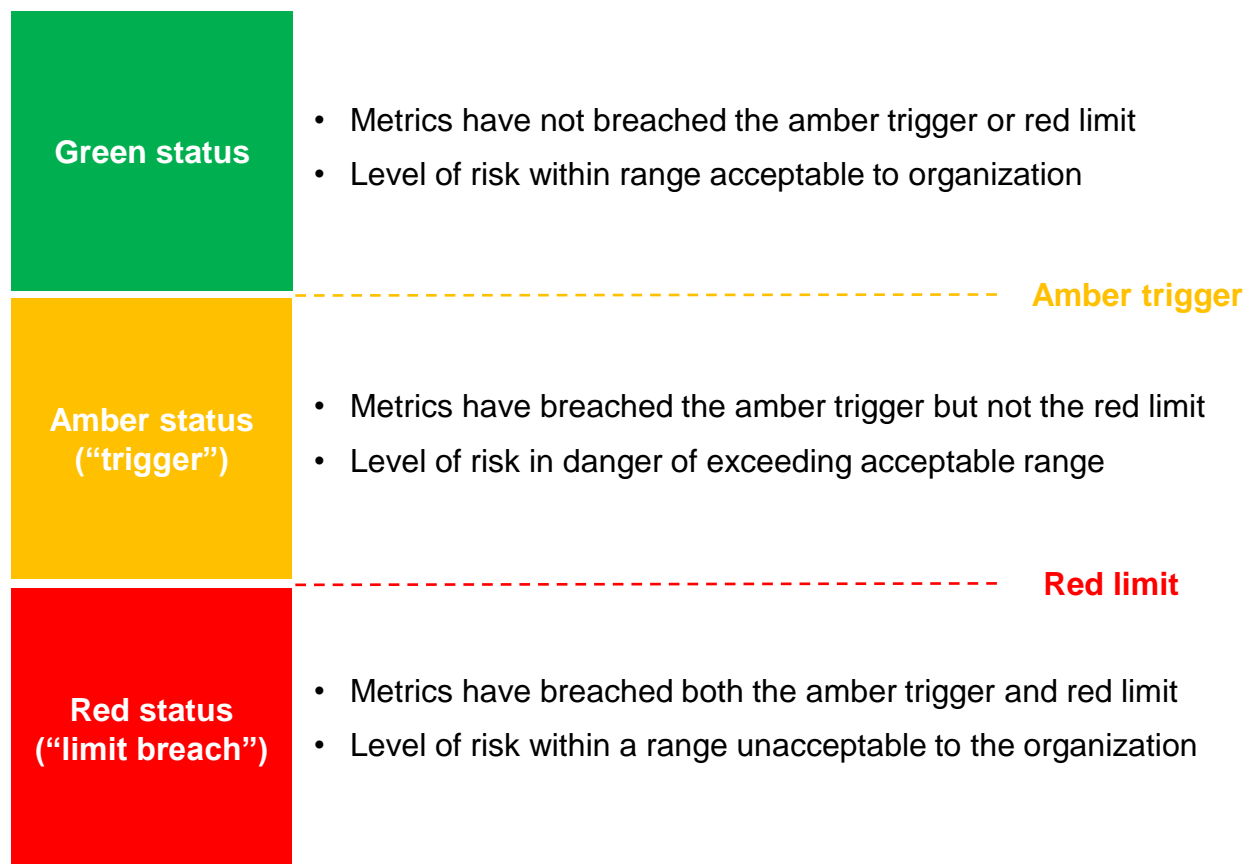 Green status
• Metrics have not breached the amber trigger or red limit
• Level of risk within range acceptable to organization
Amber trigger
Amber status
(“trigger”)
• Metrics have breached the amber trigger but not the red limit
• Level of risk in danger of exceeding acceptable range
Red limit
Red status
(“limit breach”)
• Metrics have breached both the amber trigger and red limit
• Level of risk within a range unacceptable to the organization